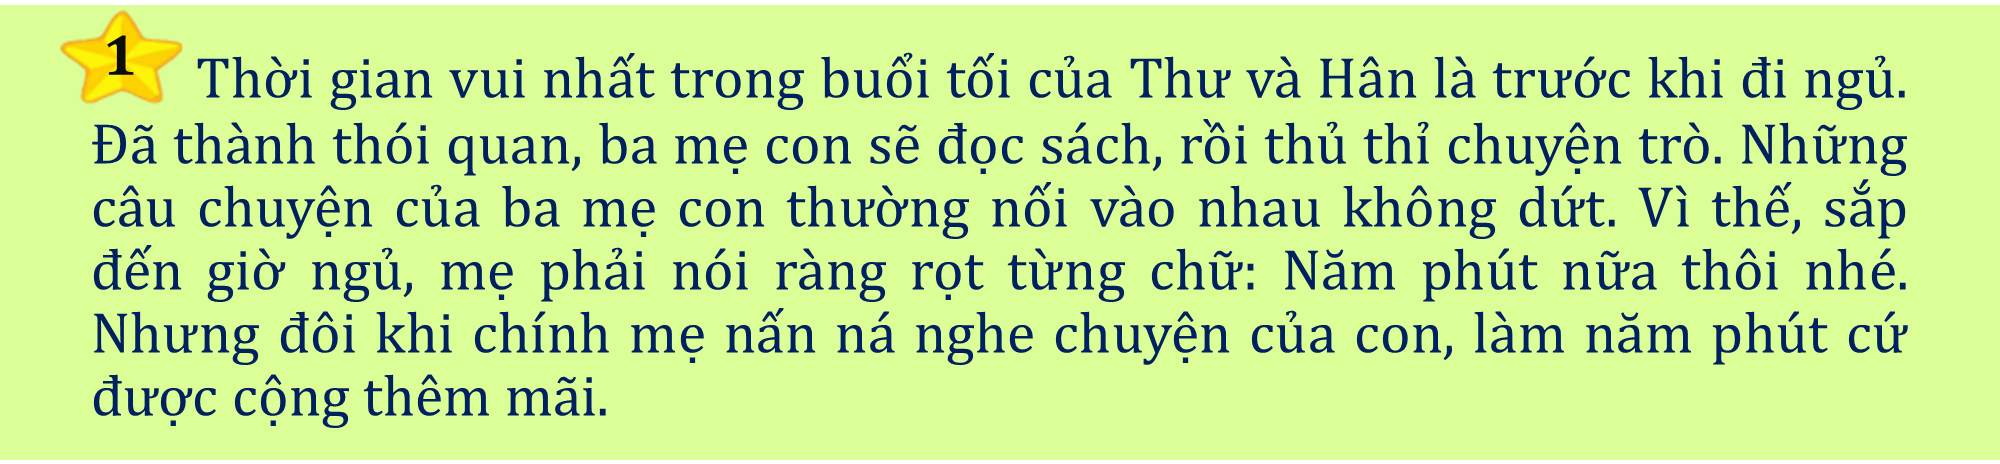 1
Thời gian vui nhất trong buổi tối của Thư và Hân là trước khi đi ngủ.
Đã thành thói quan, ba mẹ con sẽ đọc sách, rồi thủ thỉ chuyện trò. Những
câu chuyện của ba mẹ con thường nối vào nhau không dứt. Vì thế, sắp
đến giờ ngủ, mẹ phải nói ràng rọt từng chữ: Năm phút nữa thôi nhé.
Nhưng đôi khi chính mẹ nấn ná nghe chuyện của con, làm năm phút cứ
được cộng thêm mãi.